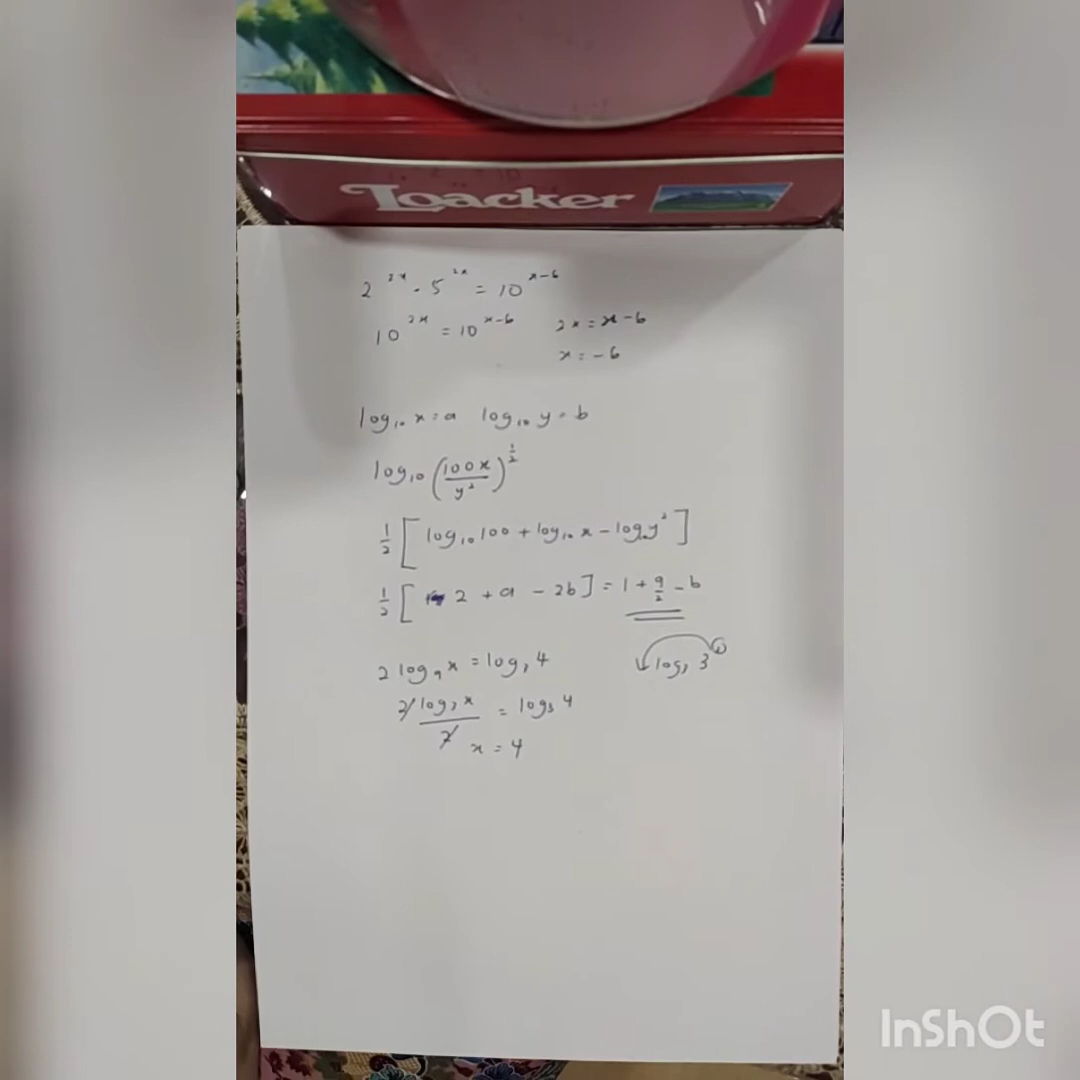 Loacker
2^{2x} · 5^{2x} = 10^{x-6}
10^{2x} = 10^{x-6} 2x = x - 6
x = -6
log₁₀ x = a log₁₀ y = b
log₁₀ (100x / y²)^{1/2}
1/2 [ log₁₀ 100 + log₁₀ x - log₁₀ y² ]
1/2 [ 2 + a - 2b ] = 1 + a/2 - b
2 log₉ x = log₃ 4 log₃ 3²
2 log₃ x / 2 = log₃ 4
x = 4
InShOt